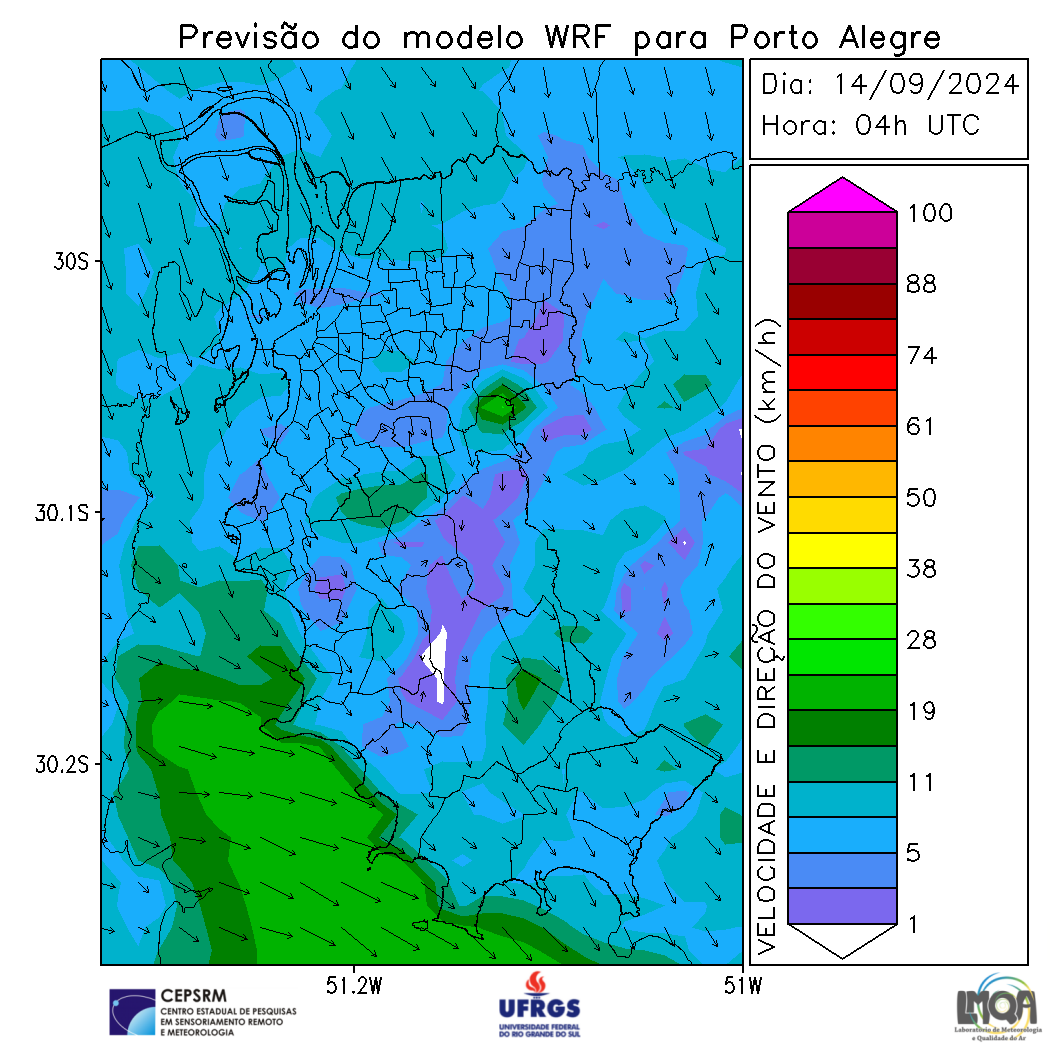 Previsão do modelo WRF para Porto Alegre
Dia: 14/09/2024
Hora: 04h UTC
30S
30.1S
30.2S
51.2W
51W
VELOCIDADE E DIREÇÃO DO VENTO (km/h)
100
88
74
61
50
38
28
19
11
5
1
CEPSRM
CENTRO ESTADUAL DE PESQUISAS
EM SENSORIAMENTO REMOTO
E METEOROLOGIA
UFRGS
UNIVERSIDADE FEDERAL
DO RIO GRANDE DO SUL
LMQA
Laboratório de Meteorologia
e Qualidade do Ar